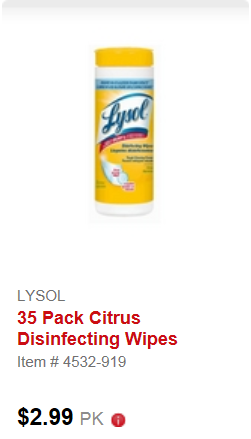 Lysol
LYSOL
35 Pack Citrus
Disinfecting Wipes
Item # 4532-919
$2.99 PK i